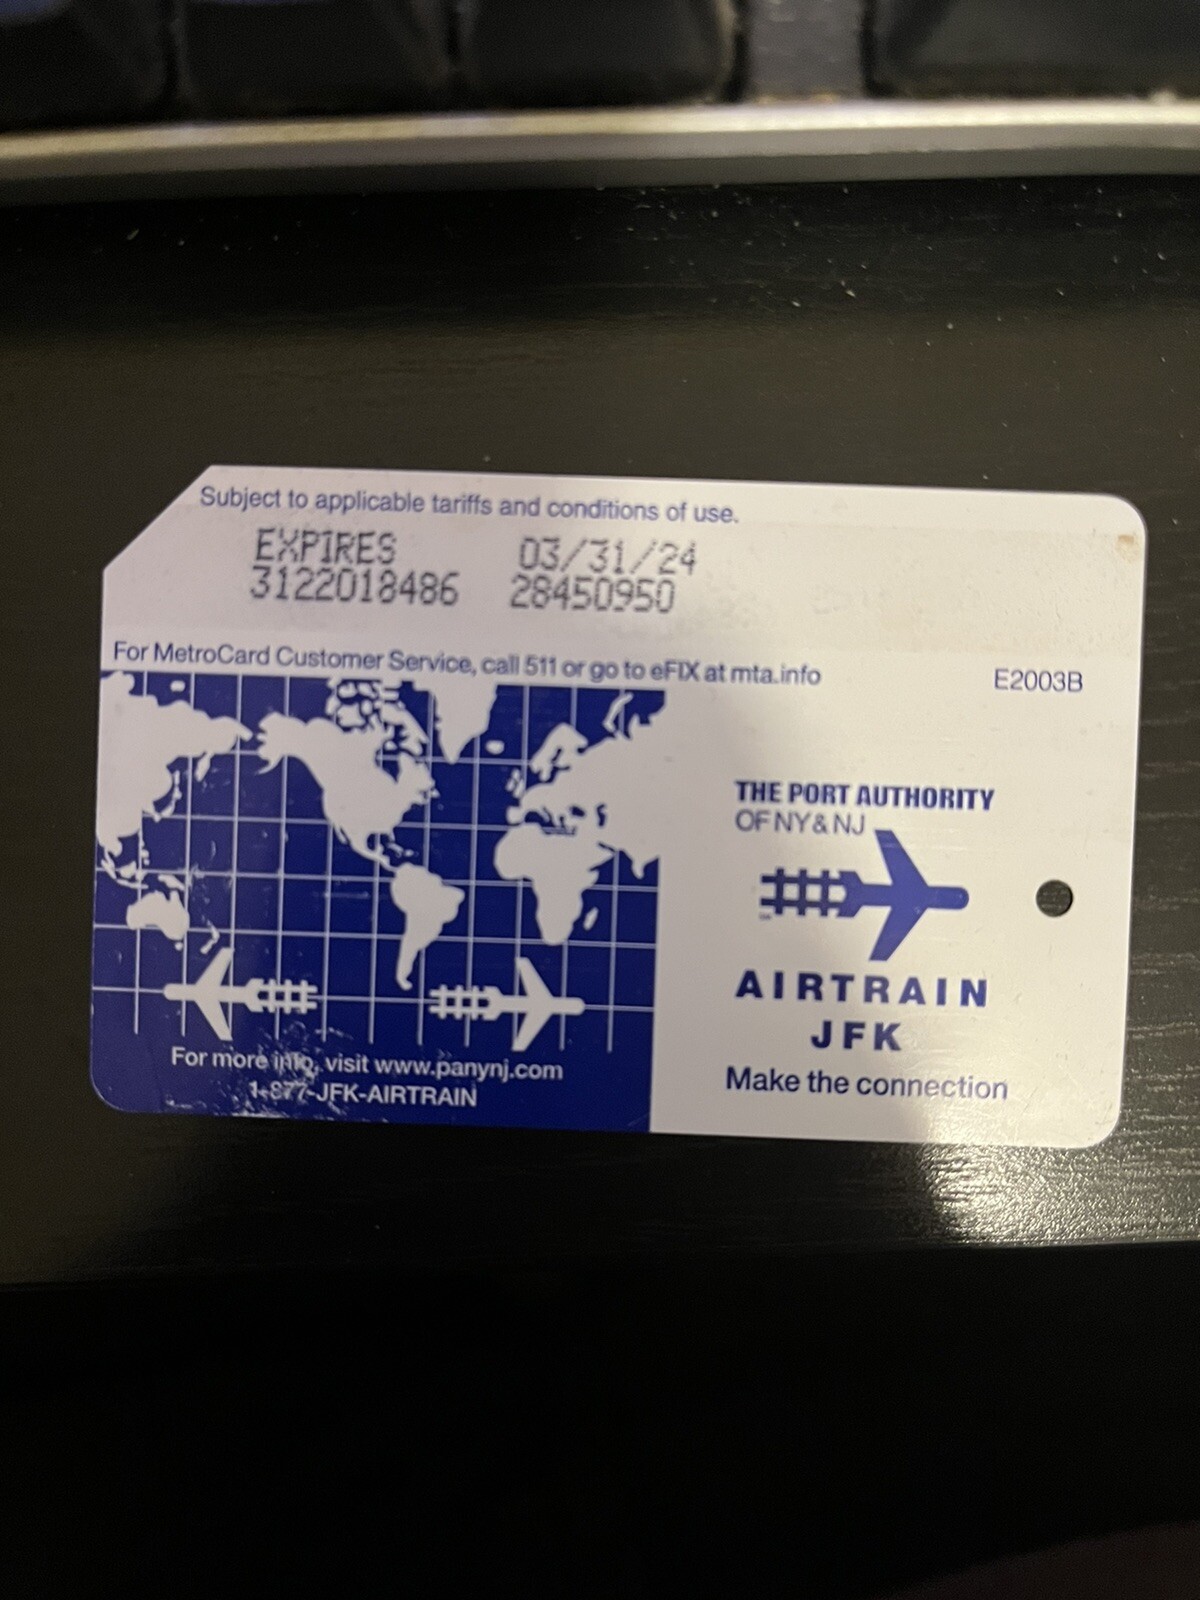 Subject to applicable tariffs and conditions of use.
EXPIRES 03/31/24
3122018486 28450950
For MetroCard Customer Service, call 511 or go to eFIX at mta.info
E2003B
THE PORT AUTHORITY
OF NY & NJ
AIRTRAIN
JFK
Make the connection
For more info, visit www.panynj.com
1-877-JFK-AIRTRAIN